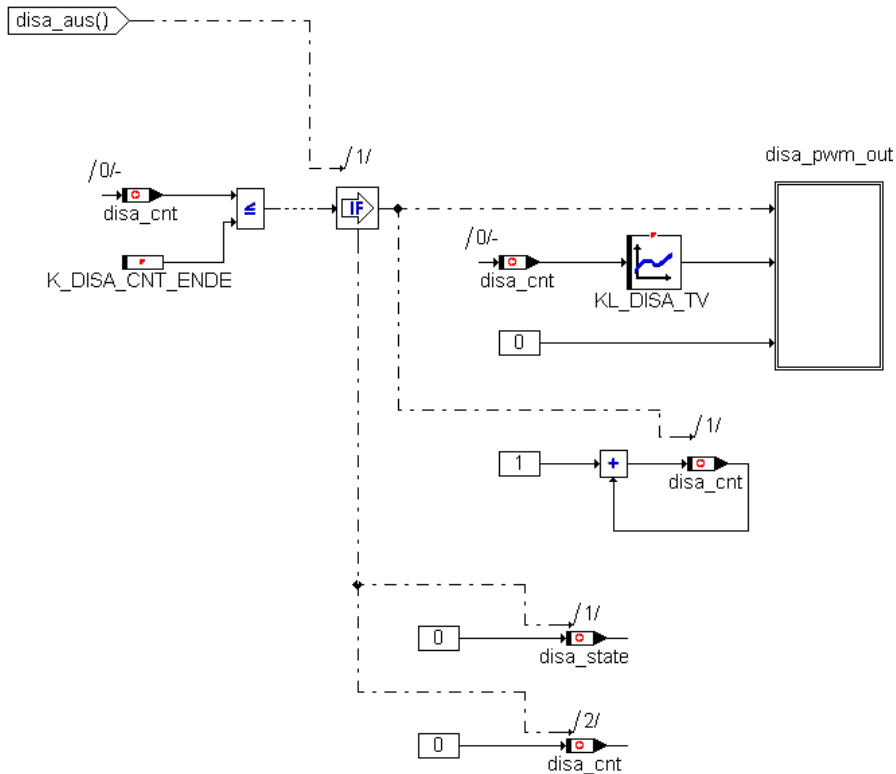 disa_aus()
/1/
/0/-
disa_cnt
≤
IF
K_DISA_CNT_ENDE
disa_pwm_out
/0/-
disa_cnt
KL_DISA_TV
0
/1/
1
+
disa_cnt
/1/
0
disa_state
/2/
0
disa_cnt